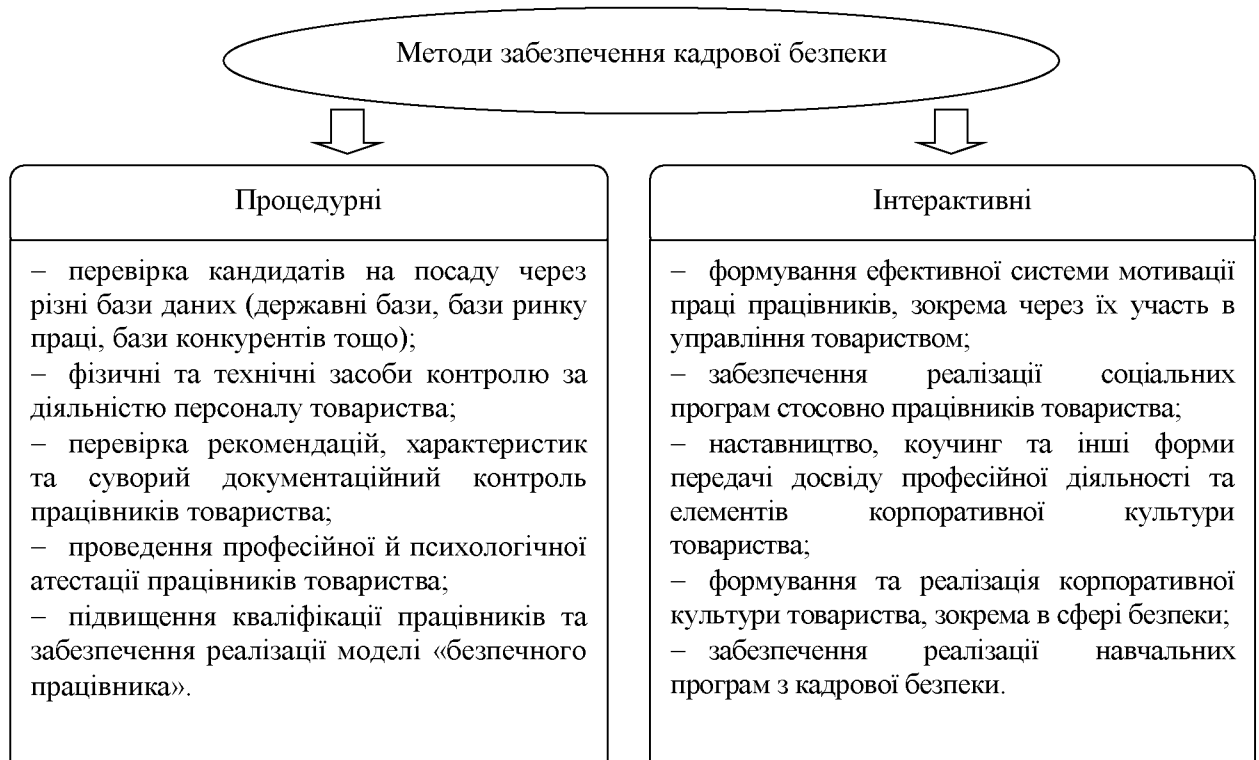 Методи забезпечення кадрової безпеки
Процедурні
– перевірка кандидатів на посаду через
різні бази даних (державні бази, бази ринку
праці, бази конкурентів тощо);
– фізичні та технічні засоби контролю за
діяльністю персоналу товариства;
– перевірка рекомендацій, характеристик
та суворий документаційний контроль
працівників товариства;
– проведення професійної й психологічної
атестації працівників товариства;
– підвищення кваліфікації працівників та
забезпечення реалізації моделі «безпечного
працівника».
Інтерактивні
– формування ефективної системи мотивації
праці працівників, зокрема через їх участь в
управління товариством;
– забезпечення реалізації соціальних
програм стосовно працівників товариства;
– наставництво, коучинг та інші форми
передачі досвіду професійної діяльності та
елементів корпоративної культури
товариства;
– формування та реалізація корпоративної
культури товариства, зокрема в сфері безпеки;
– забезпечення реалізації навчальних
програм з кадрової безпеки.